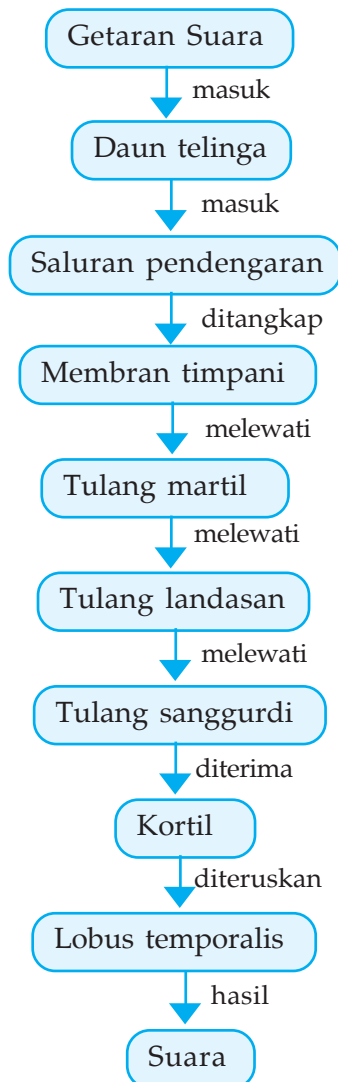 Getaran Suara
masuk
Daun telinga
masuk
Saluran pendengaran
ditangkap
Membran timpani
melewati
Tulang martil
melewati
Tulang landasan
melewati
Tulang sanggurdi
diterima
Kortil
diteruskan
Lobus temporalis
hasil
Suara